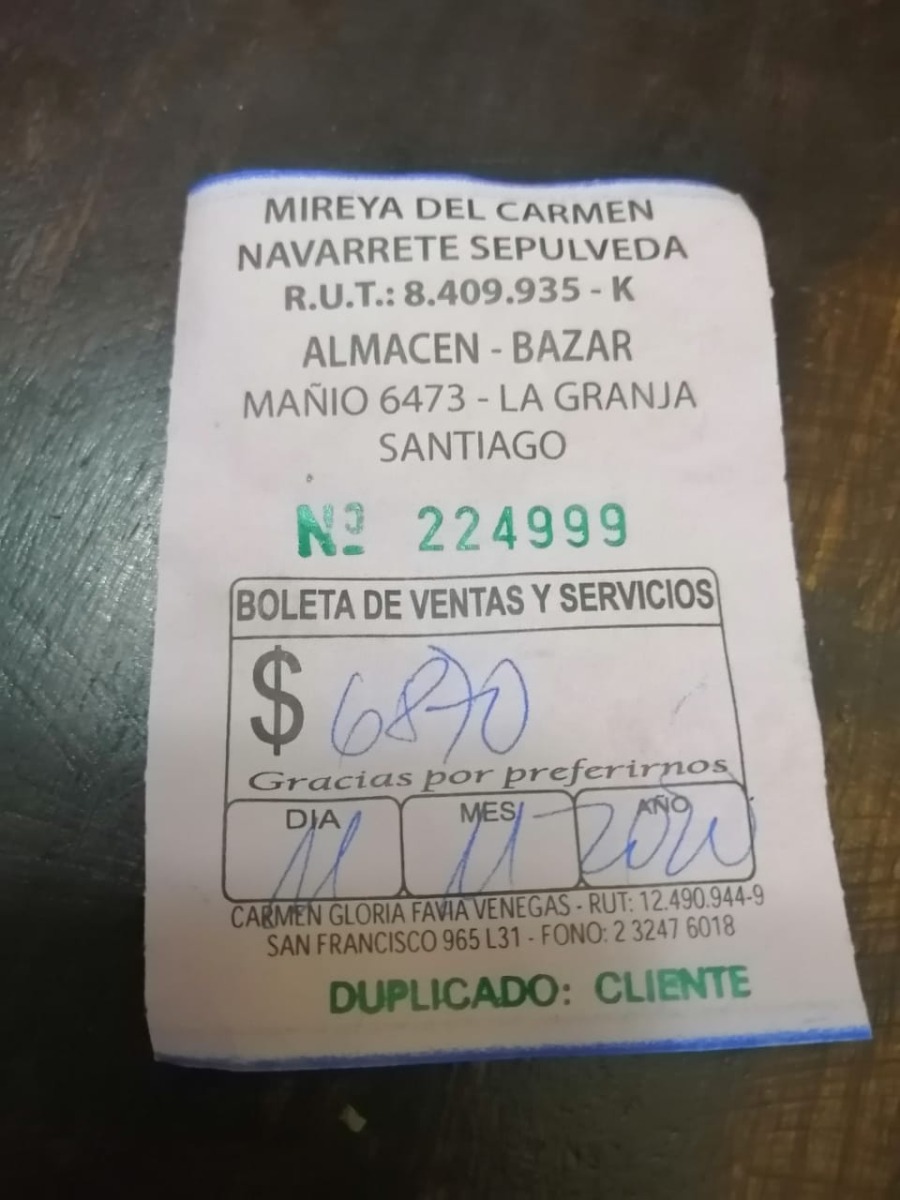 MIREYA DEL CARMEN
NAVARRETE SEPULVEDA
R.U.T.: 8.409.935 - K
ALMACEN - BAZAR
MAÑIO 6473 - LA GRANJA
SANTIAGO
Nº 224999
BOLETA DE VENTAS Y SERVICIOS
$ 6870
Gracias por preferirnos
DIA MES AÑO
11 11 2020
CARMEN GLORIA FAVIA VENEGAS - RUT: 12.490.944-9
SAN FRANCISCO 965 L31 - FONO: 2 3247 6018
DUPLICADO: CLIENTE